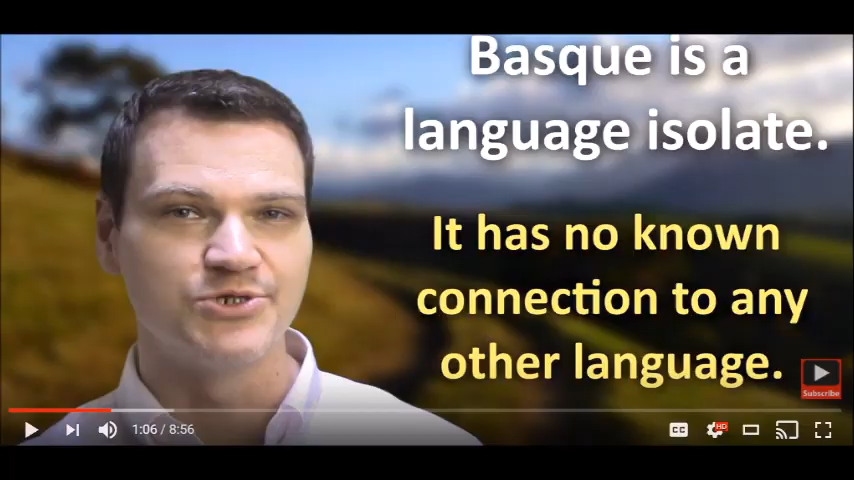 Basque is a
language isolate.
It has no known
connection to any
other language.
Subscribe
1:06 / 8:56
CC
HD